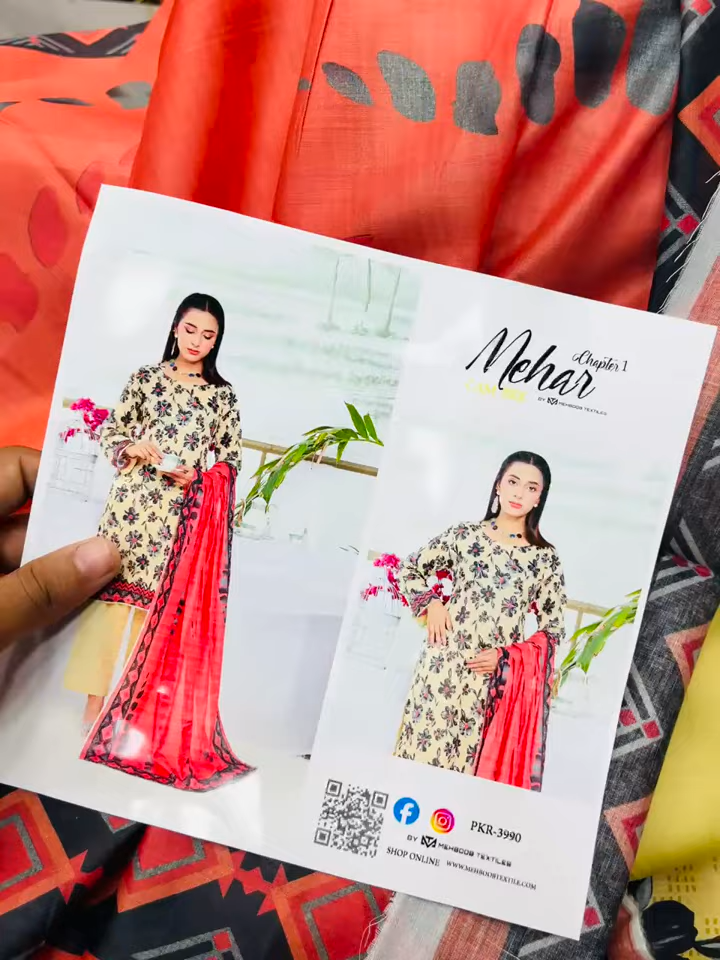 Mehar
Chapter 1
BY MEHBOOB TEXTILES
PKR-3990
BY MEHBOOB TEXTILES
SHOP ONLINE WWW.MEHBOOBTEXTILE.COM